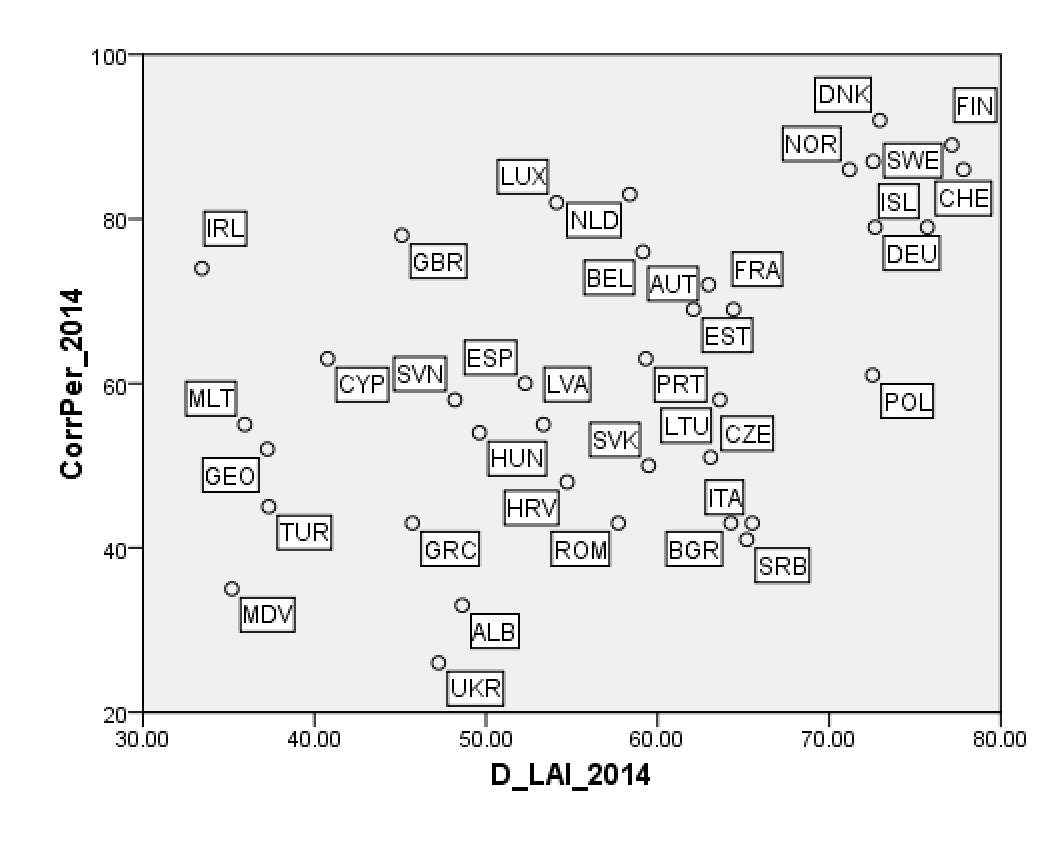 100
80
60
40
20
CorrPer_2014
DNK
FIN
NOR
SWE
LUX
CHE
ISL
NLD
IRL
DEU
GBR
FRA
BEL
AUT
EST
ESP
SVN
CYP
LVA
PRT
MLT
POL
LTU
CZE
SVK
HUN
GEO
ITA
HRV
TUR
GRC
ROM
BGR
SRB
MDV
ALB
UKR
30.00
40.00
50.00
60.00
70.00
80.00
D_LAI_2014